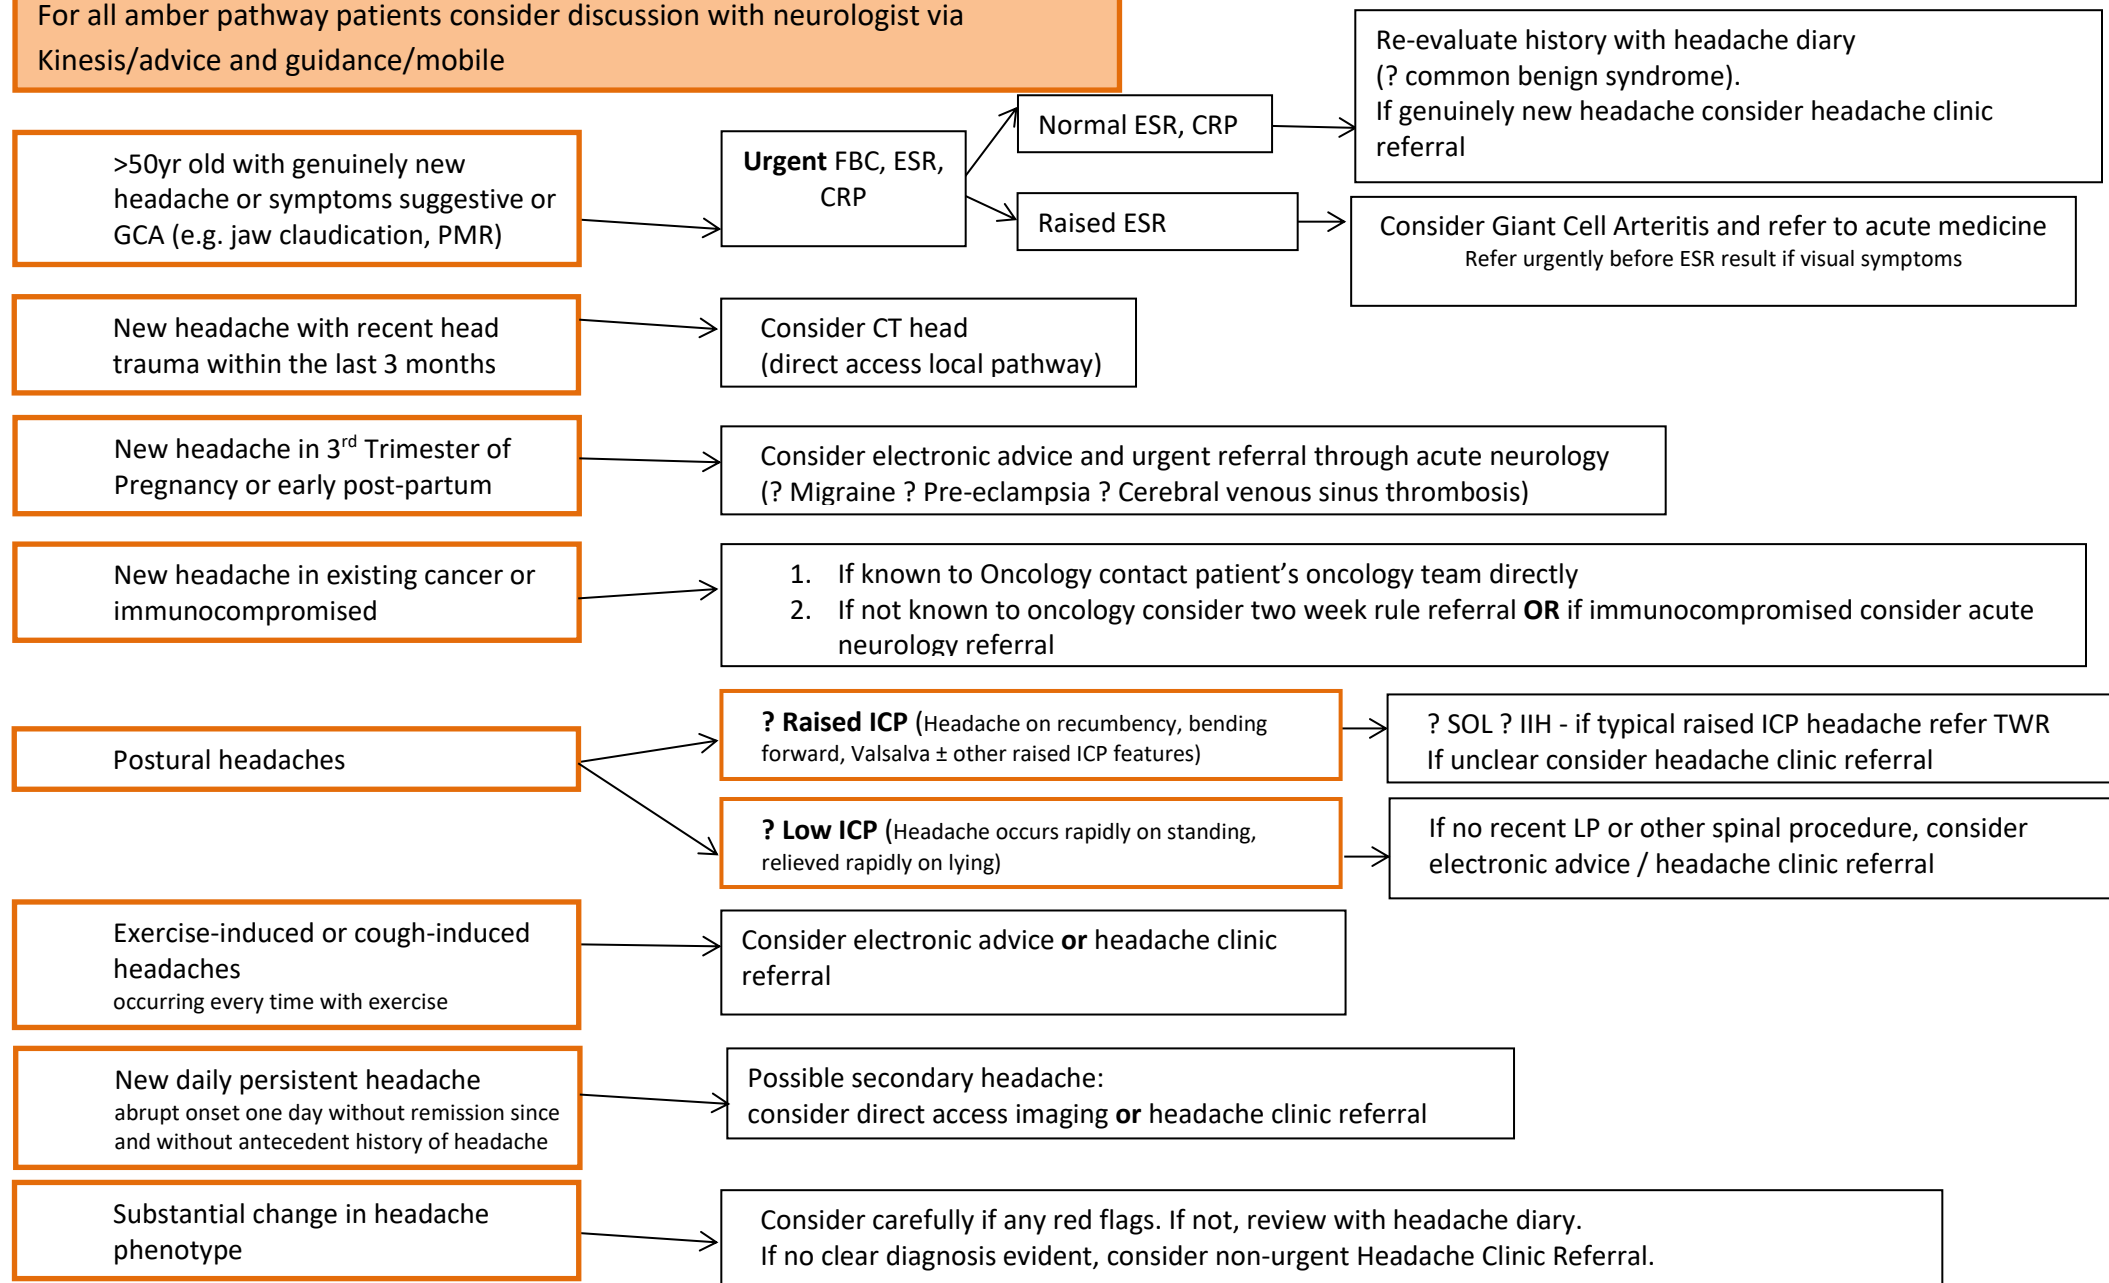 For all amber pathway patients consider discussion with neurologist via
Kinesis/advice and guidance/mobile
>50yr old with genuinely new
headache or symptoms suggestive or
GCA (e.g. jaw claudication, PMR)
Urgent FBC, ESR,
CRP
Normal ESR, CRP
Re-evaluate history with headache diary
(? common benign syndrome).
If genuinely new headache consider headache clinic
referral
Raised ESR
Consider Giant Cell Arteritis and refer to acute medicine
Refer urgently before ESR result if visual symptoms
New headache with recent head
trauma within the last 3 months
Consider CT head
(direct access local pathway)
New headache in 3rd Trimester of
Pregnancy or early post-partum
Consider electronic advice and urgent referral through acute neurology
(? Migraine ? Pre-eclampsia ? Cerebral venous sinus thrombosis)
New headache in existing cancer or
immunocompromised
1. If known to Oncology contact patient’s oncology team directly
2. If not known to oncology consider two week rule referral OR if immunocompromised consider acute
neurology referral
Postural headaches
? Raised ICP (Headache on recumbency, bending
forward, Valsalva ± other raised ICP features)
? SOL ? IIH - if typical raised ICP headache refer TWR
If unclear consider headache clinic referral
? Low ICP (Headache occurs rapidly on standing,
relieved rapidly on lying)
If no recent LP or other spinal procedure, consider
electronic advice / headache clinic referral
Exercise-induced or cough-induced
headaches
occurring every time with exercise
Consider electronic advice or headache clinic
referral
New daily persistent headache
abrupt onset one day without remission since
and without antecedent history of headache
Possible secondary headache:
consider direct access imaging or headache clinic referral
Substantial change in headache
phenotype
Consider carefully if any red flags. If not, review with headache diary.
If no clear diagnosis evident, consider non-urgent Headache Clinic Referral.